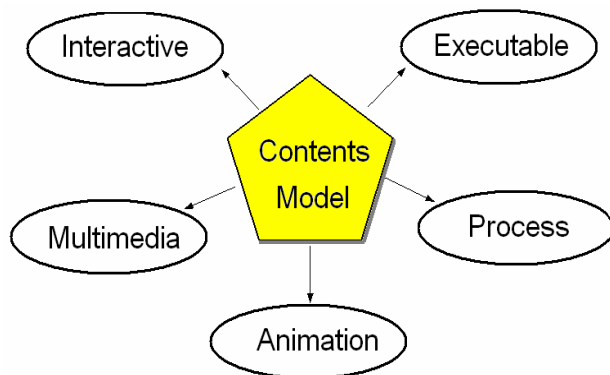 Interactive
Executable
Contents
Model
Multimedia
Process
Animation